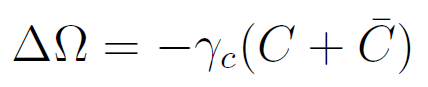 ΔΩ = −γ_c(C + C̄)